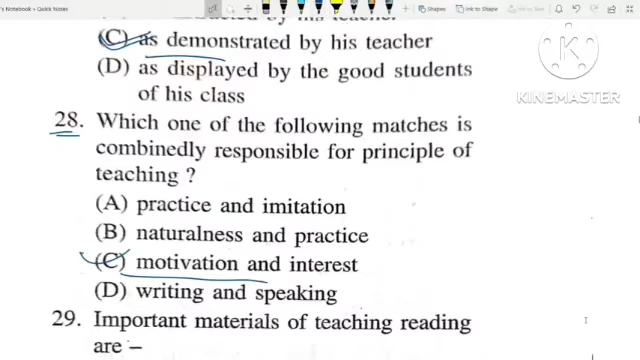 's Notebook » Quick Notes
Shapes
Ink to Shape
(C) as demonstrated by his teacher
(D) as displayed by the good students
of his class
KINEMASTER
28. Which one of the following matches is
combinedly responsible for principle of
teaching ?
(A) practice and imitation
(B) naturalness and practice
(C) motivation and interest
(D) writing and speaking
29. Important materials of teaching reading
are –